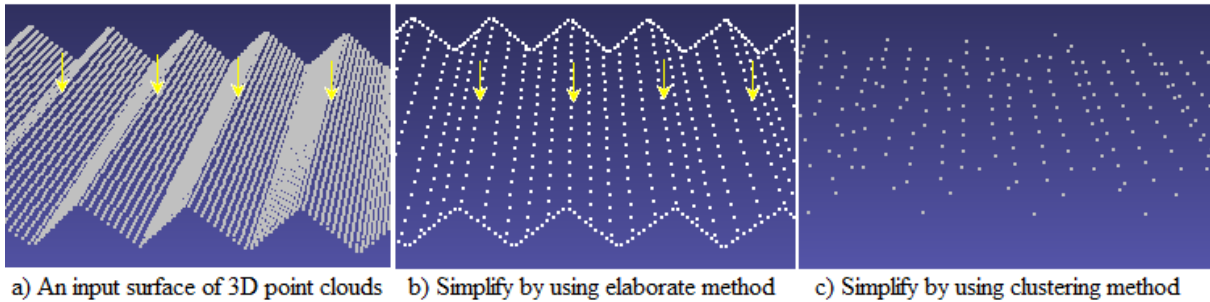 a) An input surface of 3D point clouds
b) Simplify by using elaborate method
c) Simplify by using clustering method